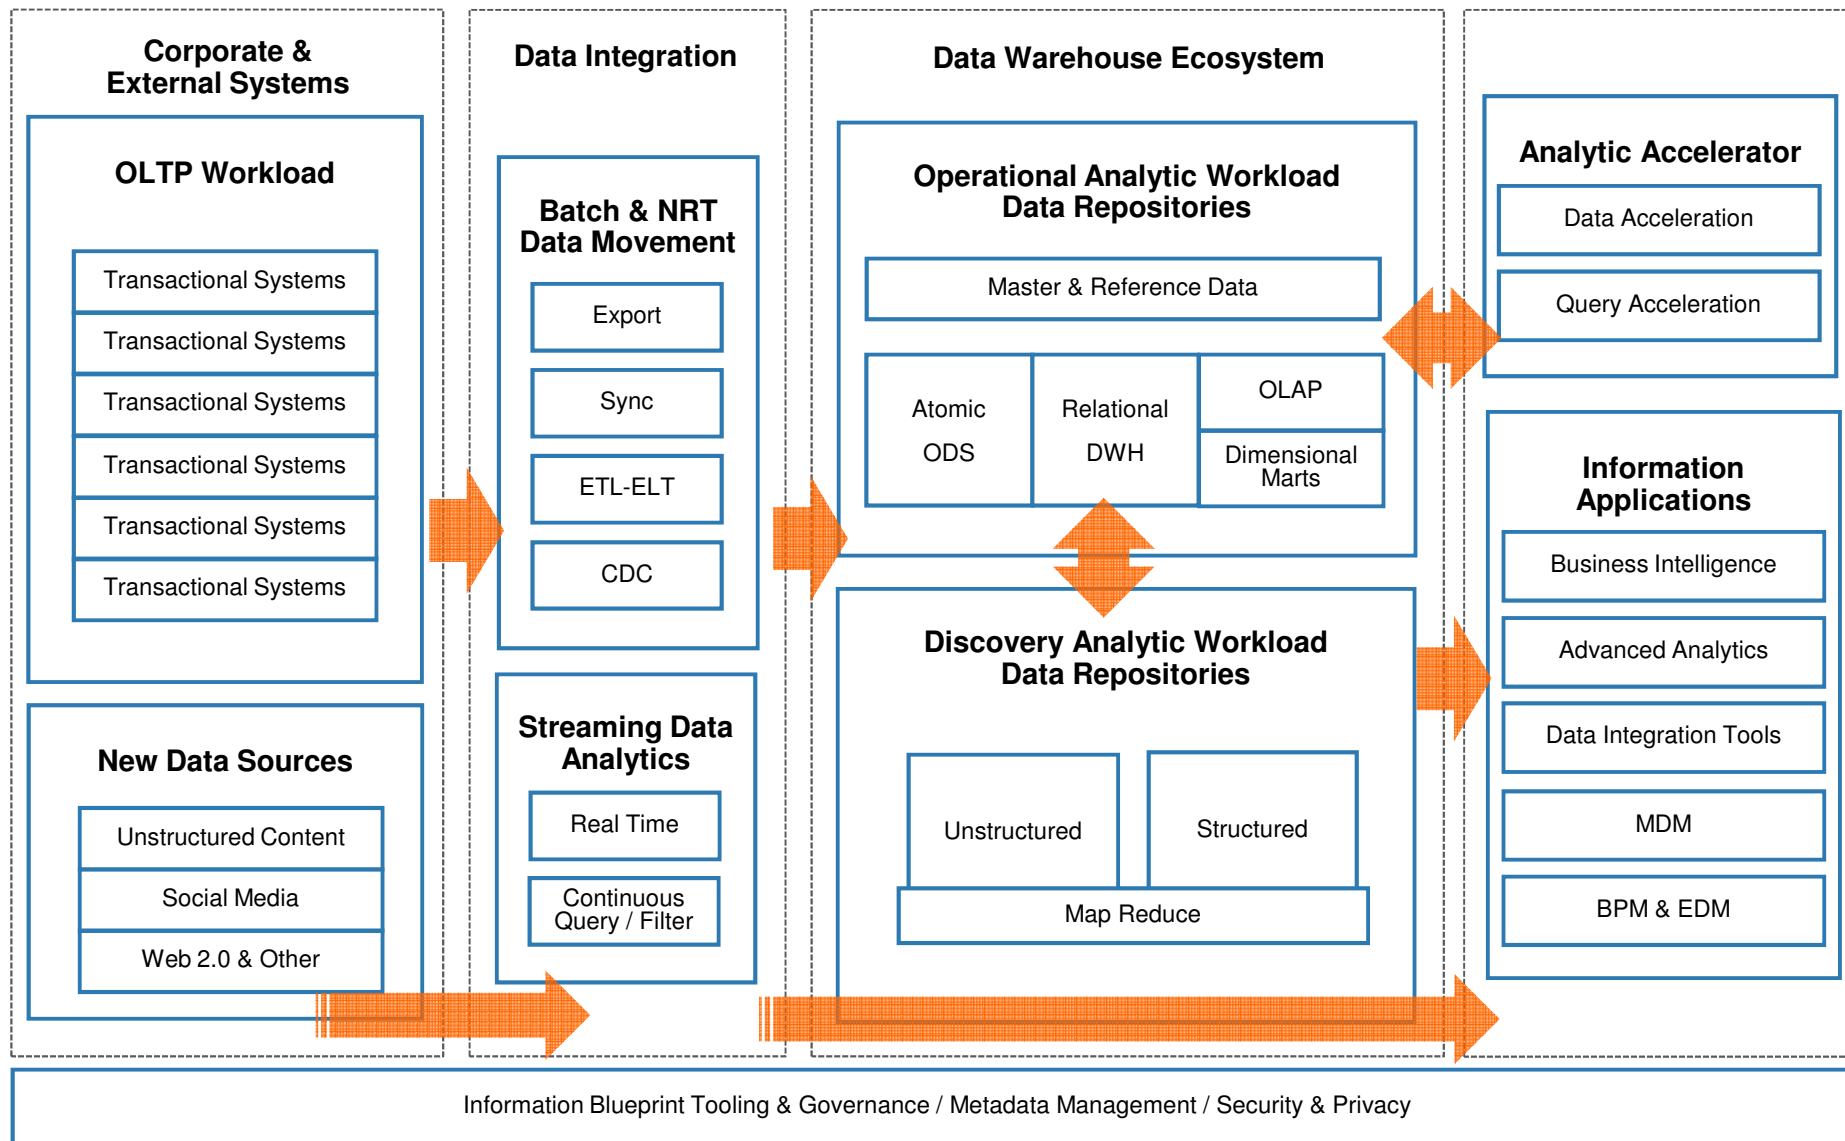 Corporate &
External Systems
OLTP Workload
Transactional Systems
Transactional Systems
Transactional Systems
Transactional Systems
Transactional Systems
Transactional Systems
New Data Sources
Unstructured Content
Social Media
Web 2.0 & Other
Data Integration
Batch & NRT
Data Movement
Export
Sync
ETL-ELT
CDC
Streaming Data
Analytics
Real Time
Continuous
Query / Filter
Data Warehouse Ecosystem
Operational Analytic Workload
Data Repositories
Master & Reference Data
Atomic
ODS
Relational
DWH
OLAP
Dimensional
Marts
Discovery Analytic Workload
Data Repositories
Unstructured
Structured
Map Reduce
Analytic Accelerator
Data Acceleration
Query Acceleration
Information
Applications
Business Intelligence
Advanced Analytics
Data Integration Tools
MDM
BPM & EDM
Information Blueprint Tooling & Governance / Metadata Management / Security & Privacy